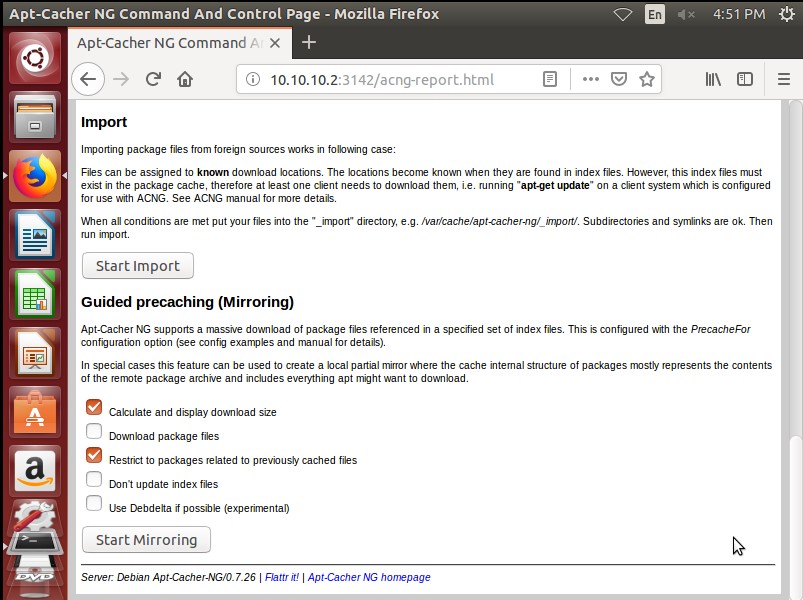 Apt-Cacher NG Command And Control Page - Mozilla Firefox
En
4:51 PM
Apt-Cacher NG Command A
10.10.10.2:3142/acng-report.html
Import
Importing package files from foreign sources works in following case:
Files can be assigned to known download locations. The locations become known when they are found in index files. However, this index files must
exist in the package cache, therefore at least one client needs to download them, i.e. running "apt-get update" on a client system which is configured
for use with ACNG. See ACNG manual for more details.
When all conditions are met put your files into the "_import" directory, e.g. /var/cache/apt-cacher-ng/_import/. Subdirectories and symlinks are ok. Then
run import.
Start Import
Guided precaching (Mirroring)
Apt-Cacher NG supports a massive download of package files referenced in a specified set of index files. This is configured with the PrecacheFor
configuration option (see config examples and manual for details).
In special cases this feature can be used to create a local partial mirror where the cache internal structure of packages mostly represents the contents
of the remote package archive and includes everything apt might want to download.
Calculate and display download size
Download package files
Restrict to packages related to previously cached files
Don't update index files
Use Debdelta if possible (experimental)
Start Mirroring
Server: Debian Apt-Cacher-NG/0.7.26 | Flattr it! | Apt-Cacher NG homepage
DVD